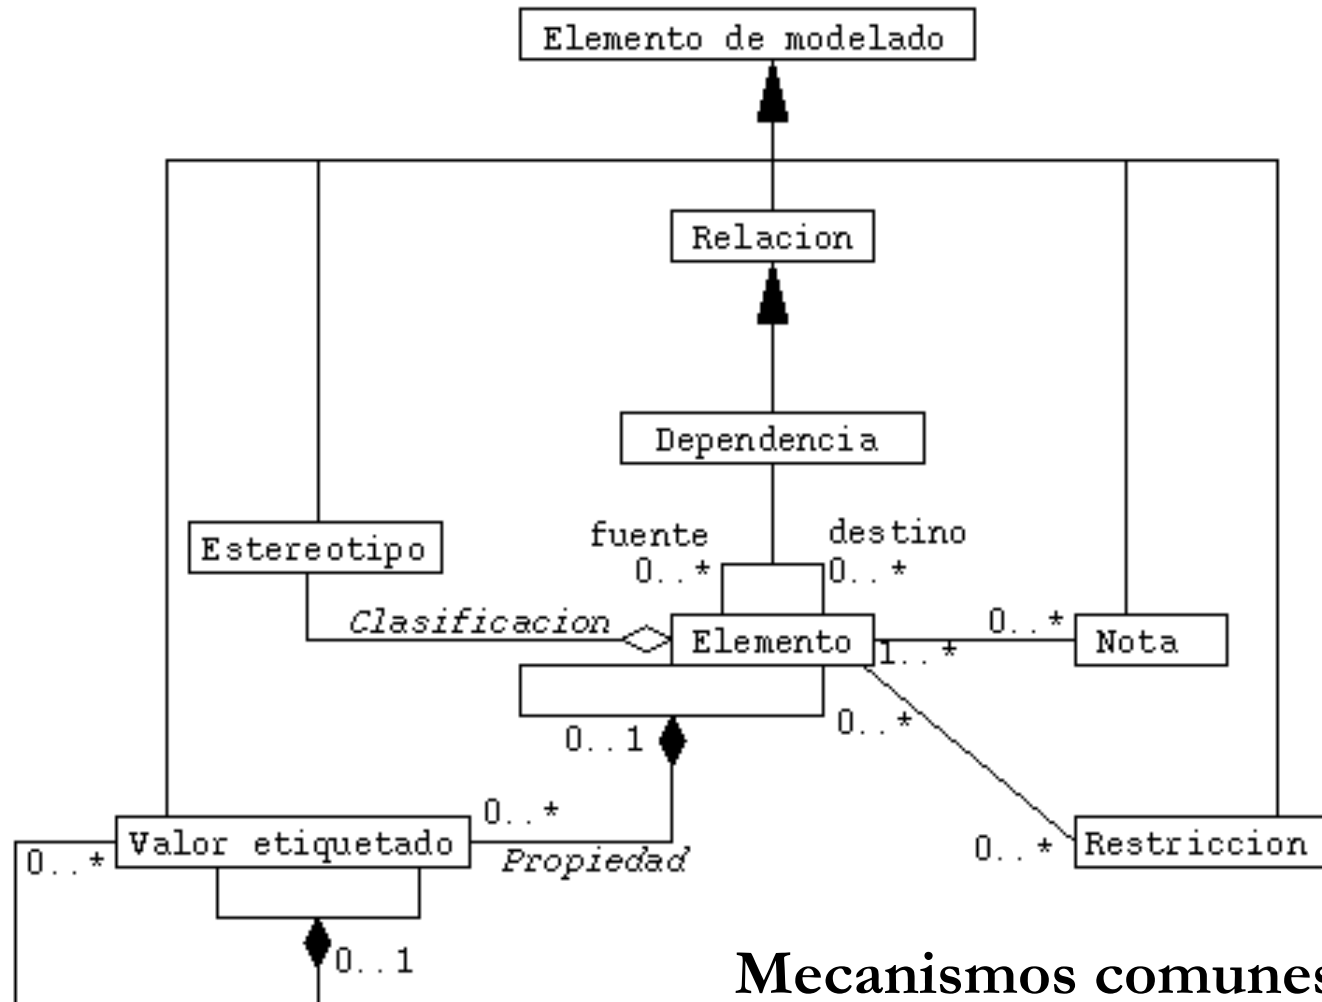 Elemento de modelado
Relacion
Dependencia
fuente
destino
0..*
0..*
Estereotipo
Clasificacion
Elemento
0..*
1..*
Nota
0..1
0..*
0..*
Valor etiquetado
0..*
Propiedad
0..*
Restriccion
0..1
Mecanismos comunes